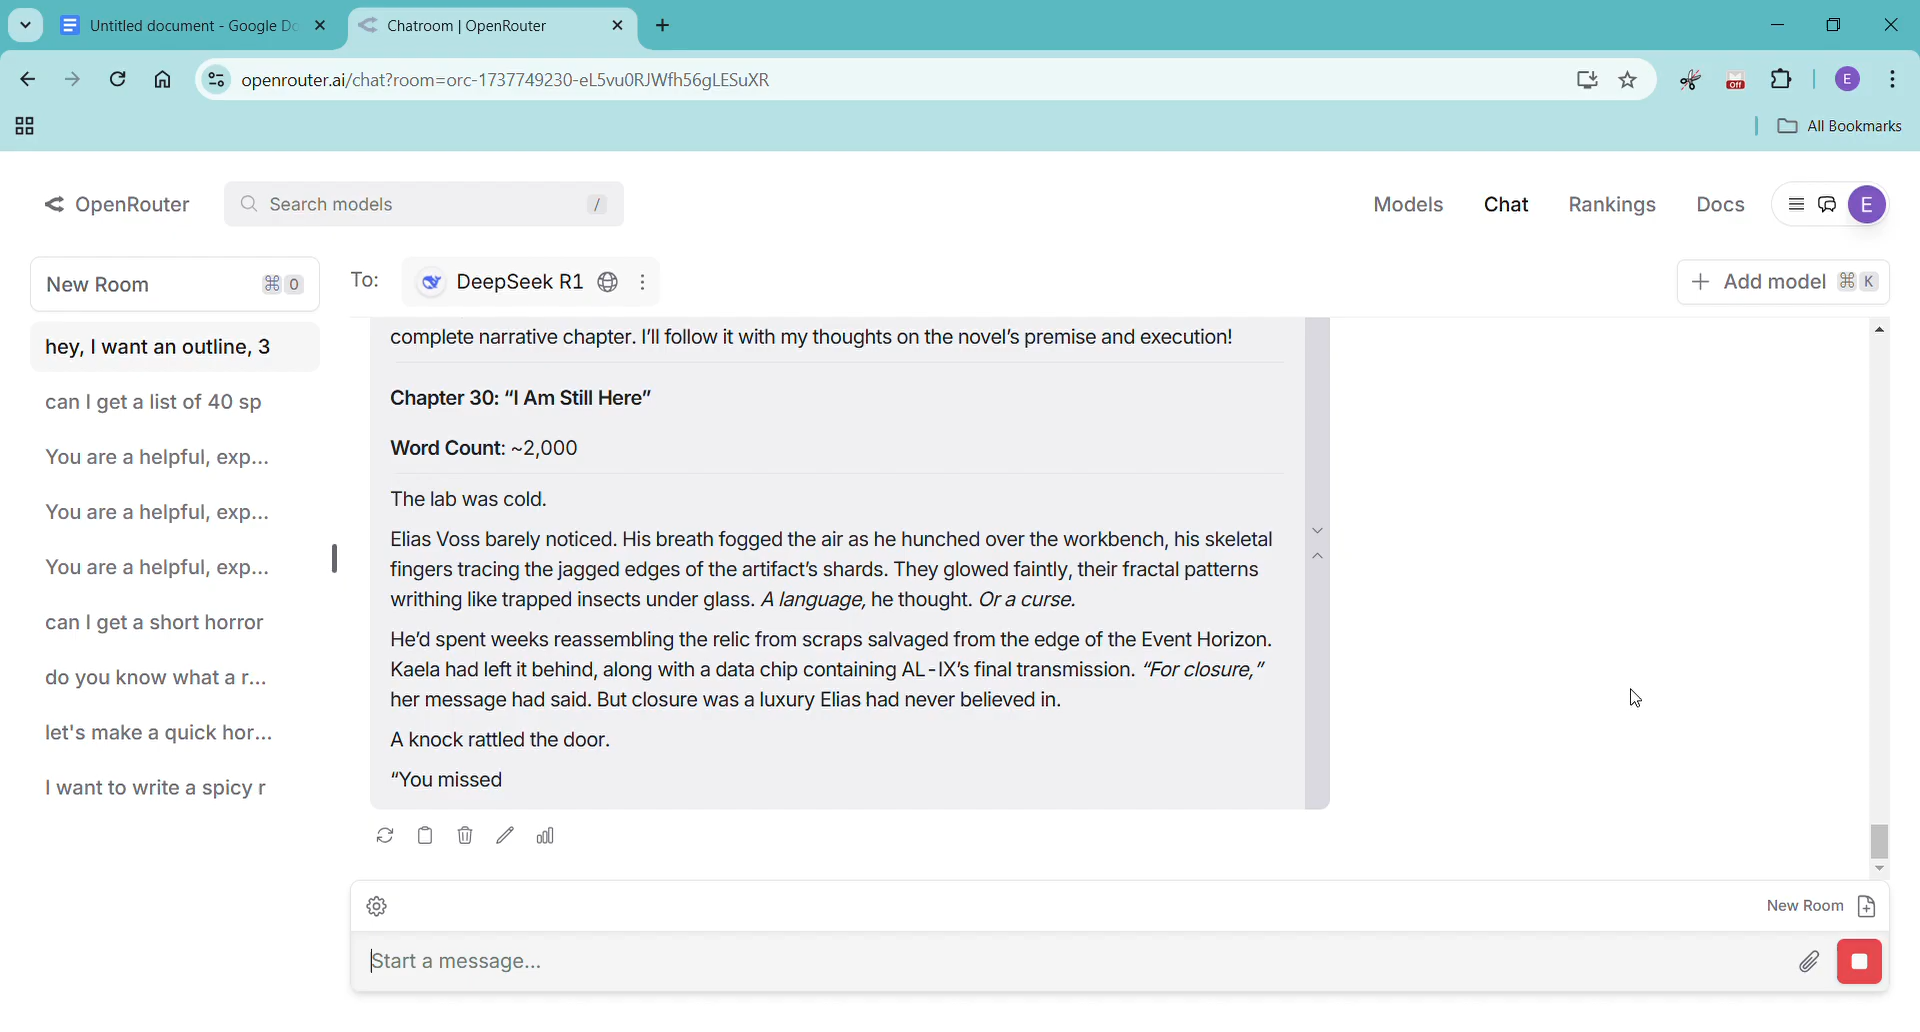 Untitled document - Google Do
Chatroom | OpenRouter
openrouter.ai/chat?room=orc-1737749230-eL5vu0RJWfh56gLESuXR
Off
E
All Bookmarks
OpenRouter
Search models
/
Models
Chat
Rankings
Docs
E
New Room
⌘ 0
To:
DeepSeek R1
Add model
⌘ K
hey, I want an outline, 3
can I get a list of 40 sp
You are a helpful, exp...
You are a helpful, exp...
You are a helpful, exp...
can I get a short horror
do you know what a r...
let's make a quick hor...
I want to write a spicy r
complete narrative chapter. I’ll follow it with my thoughts on the novel’s premise and execution!
Chapter 30: “I Am Still Here”
Word Count: ~2,000
The lab was cold.
Elias Voss barely noticed. His breath fogged the air as he hunched over the workbench, his skeletal
fingers tracing the jagged edges of the artifact’s shards. They glowed faintly, their fractal patterns
writhing like trapped insects under glass. A language, he thought. Or a curse.
He’d spent weeks reassembling the relic from scraps salvaged from the edge of the Event Horizon.
Kaela had left it behind, along with a data chip containing AL-IX’s final transmission. “For closure,”
her message had said. But closure was a luxury Elias had never believed in.
A knock rattled the door.
“You missed
New Room
Start a message...